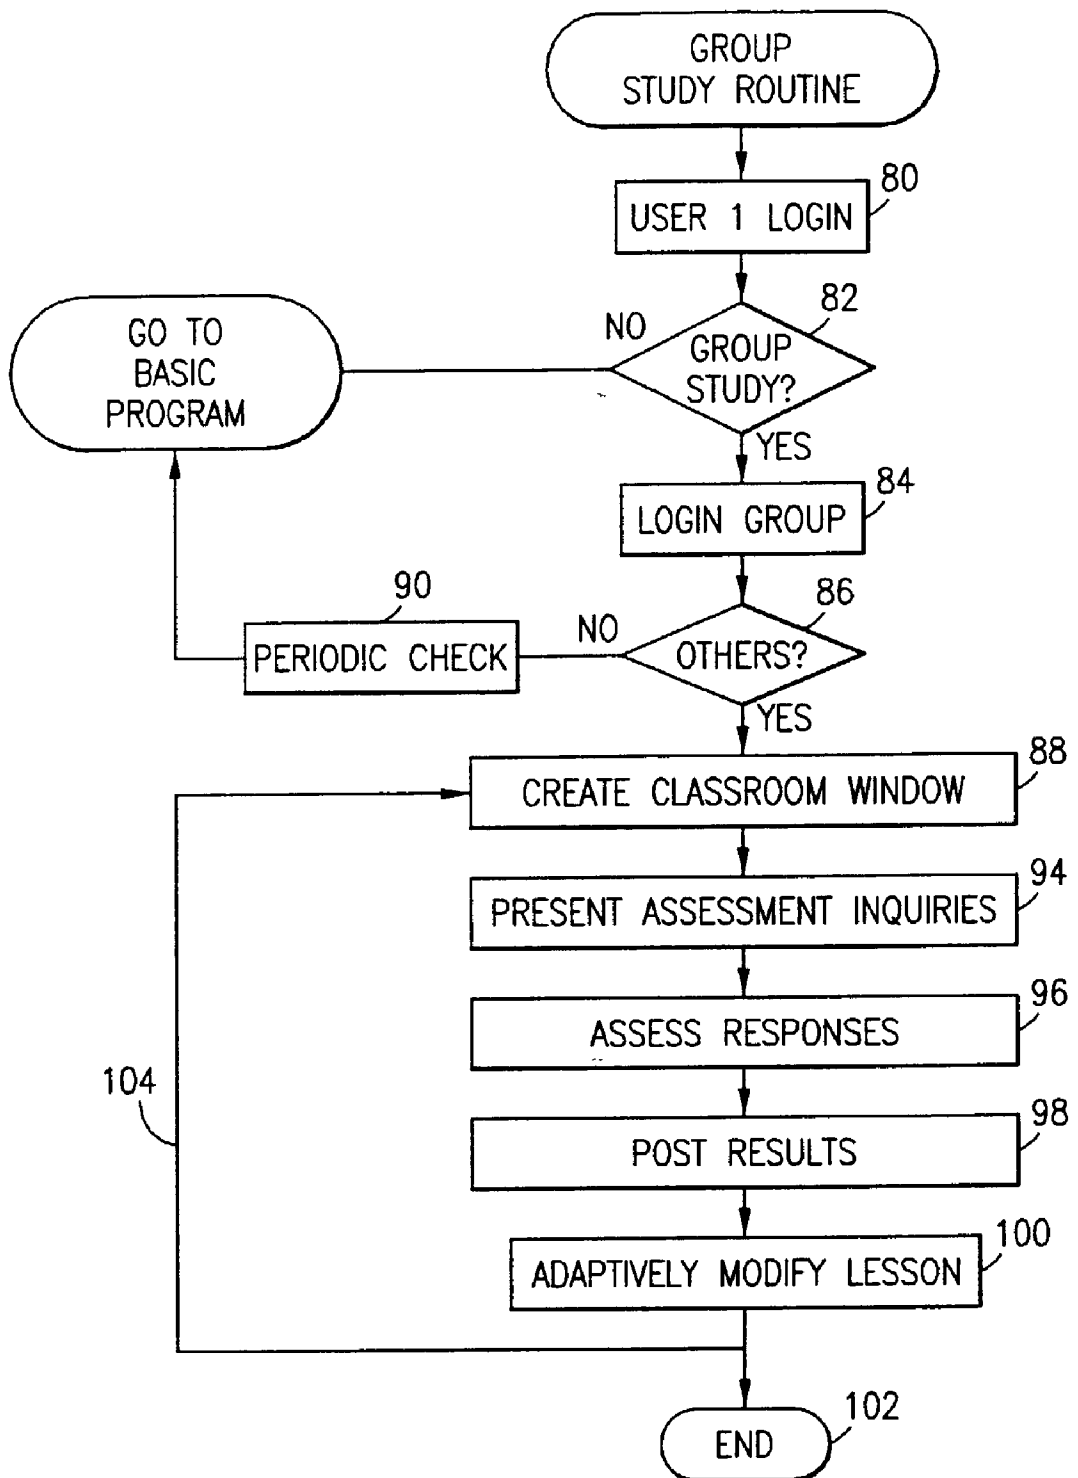 GROUP
STUDY ROUTINE
80
USER 1 LOGIN
82
NO
GROUP
STUDY?
GO TO
BASIC
PROGRAM
YES
84
LOGIN GROUP
90
86
NO
PERIODIC CHECK
OTHERS?
YES
88
CREATE CLASSROOM WINDOW
94
PRESENT ASSESSMENT INQUIRIES
96
ASSESS RESPONSES
104
98
POST RESULTS
100
ADAPTIVELY MODIFY LESSON
102
END